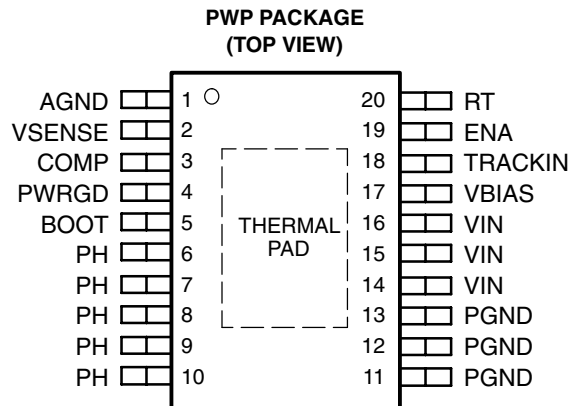 PWP PACKAGE
(TOP VIEW)
AGND 1 20 RT
VSENSE 2 19 ENA
COMP 3 18 TRACKIN
PWRGD 4 17 VBIAS
BOOT 5 16 VIN
PH 6 15 VIN
PH 7 14 VIN
PH 8 13 PGND
PH 9 12 PGND
PH 10 11 PGND
THERMAL
PAD